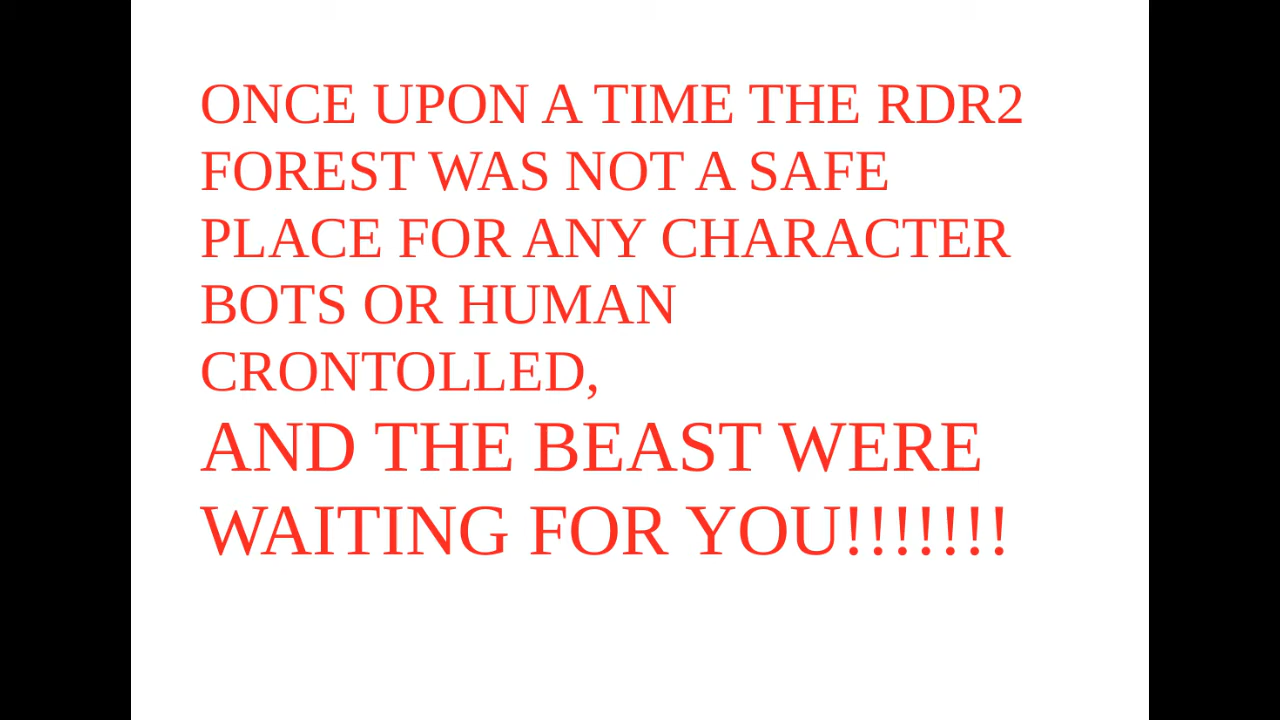 ONCE UPON A TIME THE RDR2
FOREST WAS NOT A SAFE
PLACE FOR ANY CHARACTER
BOTS OR HUMAN
CRONTOLLED,
AND THE BEAST WERE
WAITING FOR YOU!!!!!!!